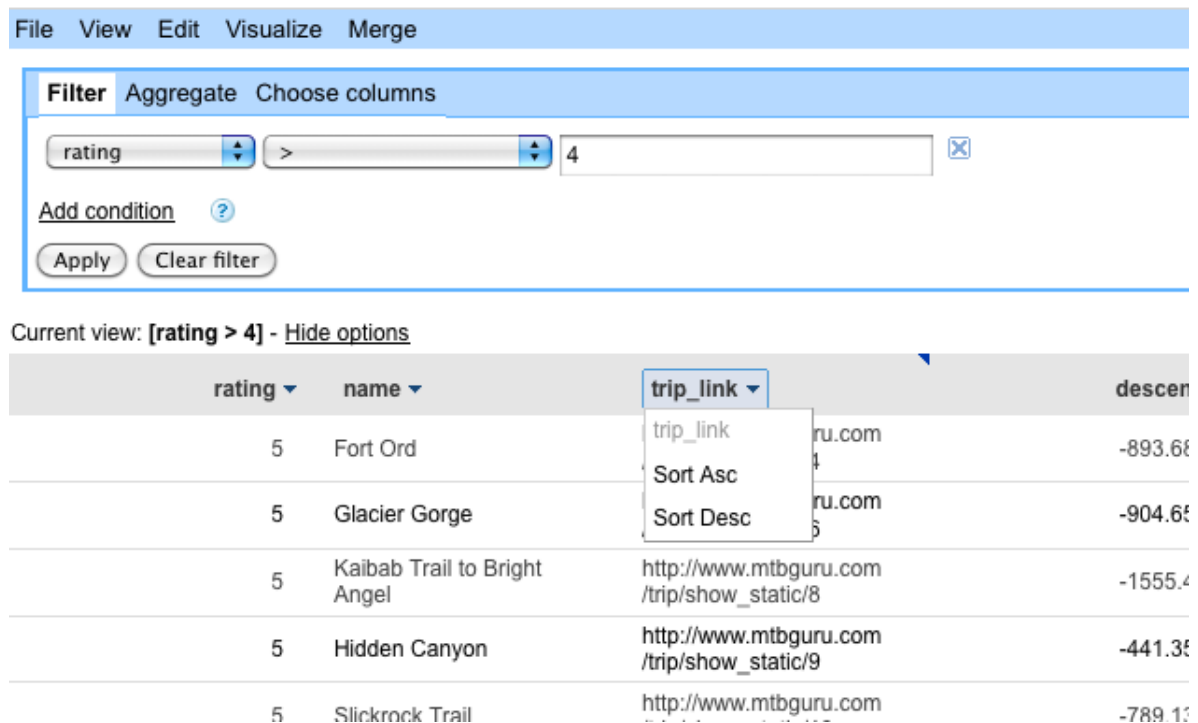 File View Edit Visualize Merge
Filter Aggregate Choose columns
rating > 4
Add condition ?
Apply Clear filter
Current view: [rating > 4] - Hide options
rating name trip_link descen
trip_link
5 Fort Ord ru.com -893.68
Sort Asc
5 Glacier Gorge ru.com -904.65
Sort Desc
5 Kaibab Trail to Bright http://www.mtbguru.com -1555.4
Angel /trip/show_static/8
5 Hidden Canyon http://www.mtbguru.com -441.35
/trip/show_static/9
5 Slickrock Trail http://www.mtbguru.com -789.13